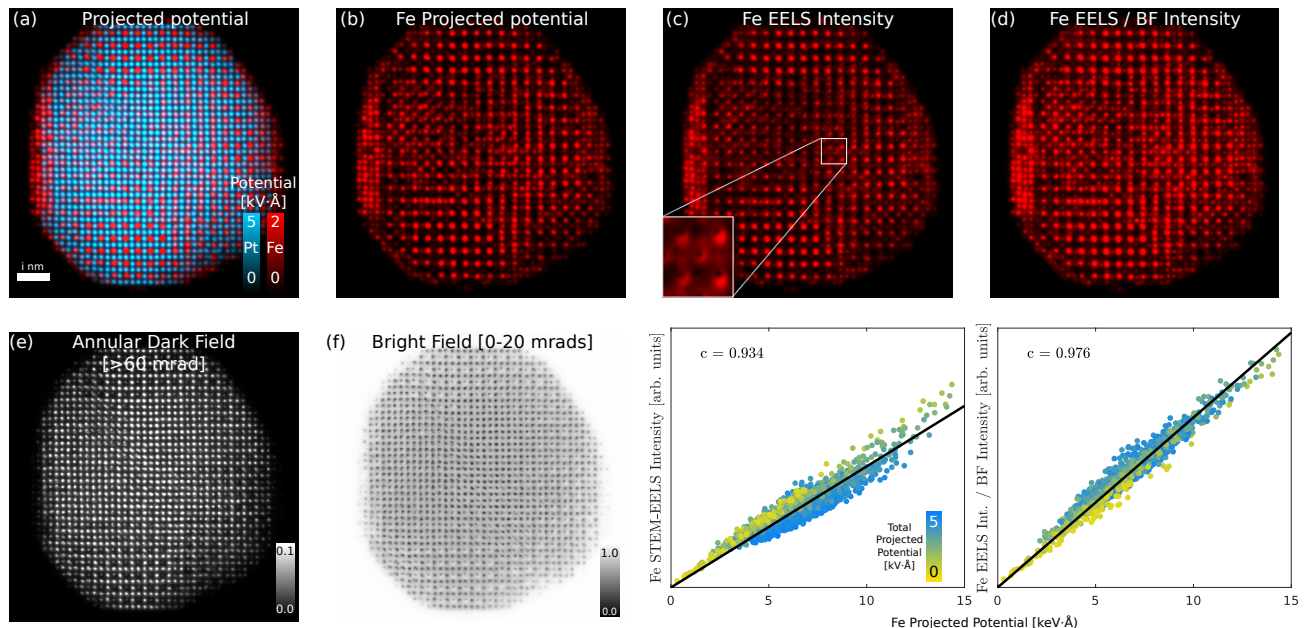 (a) Projected potential
(b) Fe Projected potential
(c) Fe EELS Intensity
(d) Fe EELS / BF Intensity
Potential
[kV·Å]
5 2
Pt Fe
0 0
i nm
(e) Annular Dark Field
[>60 mrad]
0.1
0.0
(f) Bright Field [0-20 mrads]
1.0
0.0
Fe STEM–EELS Intensity [arb. units]
c = 0.934
Total
Projected
Potential
[kV·Å]
5
0
0 5 10 15
Fe EELS Int. / BF Intensity [arb. units]
c = 0.976
0 5 10 15
Fe Projected Potential [keV·Å]